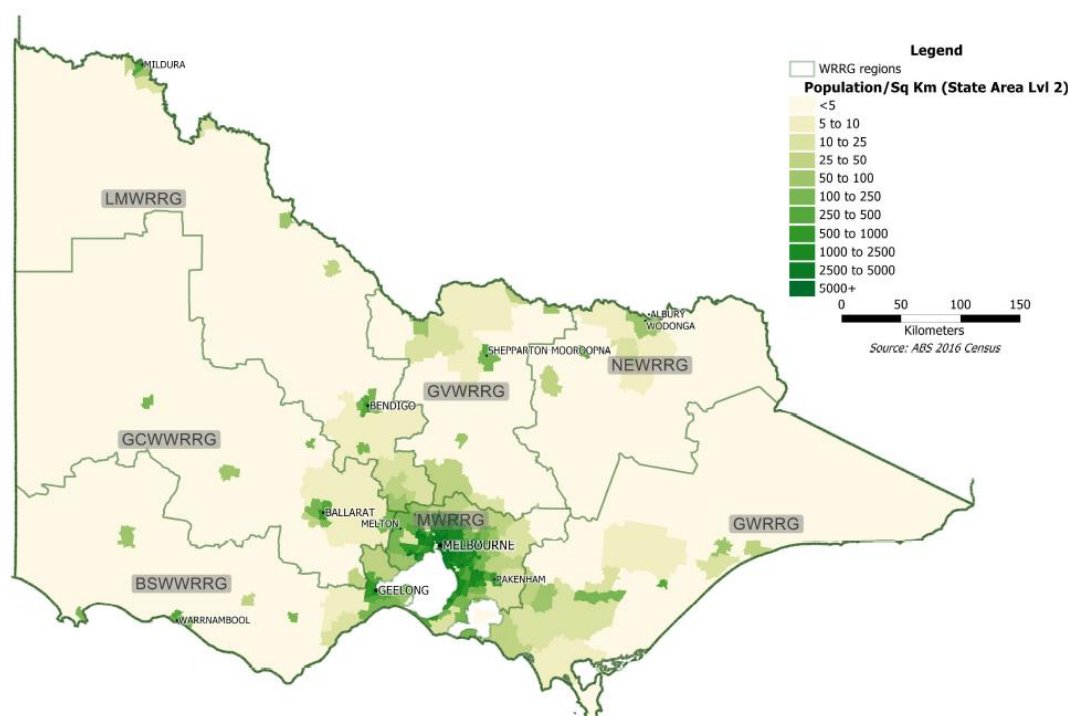 Legend
WRRG regions
Population/Sq Km (State Area Lvl 2)
<5
5 to 10
10 to 25
25 to 50
50 to 100
100 to 250
250 to 500
500 to 1000
1000 to 2500
2500 to 5000
5000+
0 50 100 150
Kilometers
Source: ABS 2016 Census
MILDURA
LMWRRG
ALBURY
WODONGA
SHEPPARTON MOOROOPNA
NEWRRG
GVWRRG
BENDIGO
GCWWRRG
BALLARAT
MELTON
MWRRG
GWRRG
MELBOURNE
PAKENHAM
BSWWRRG
GEELONG
WARRNAMBOOL